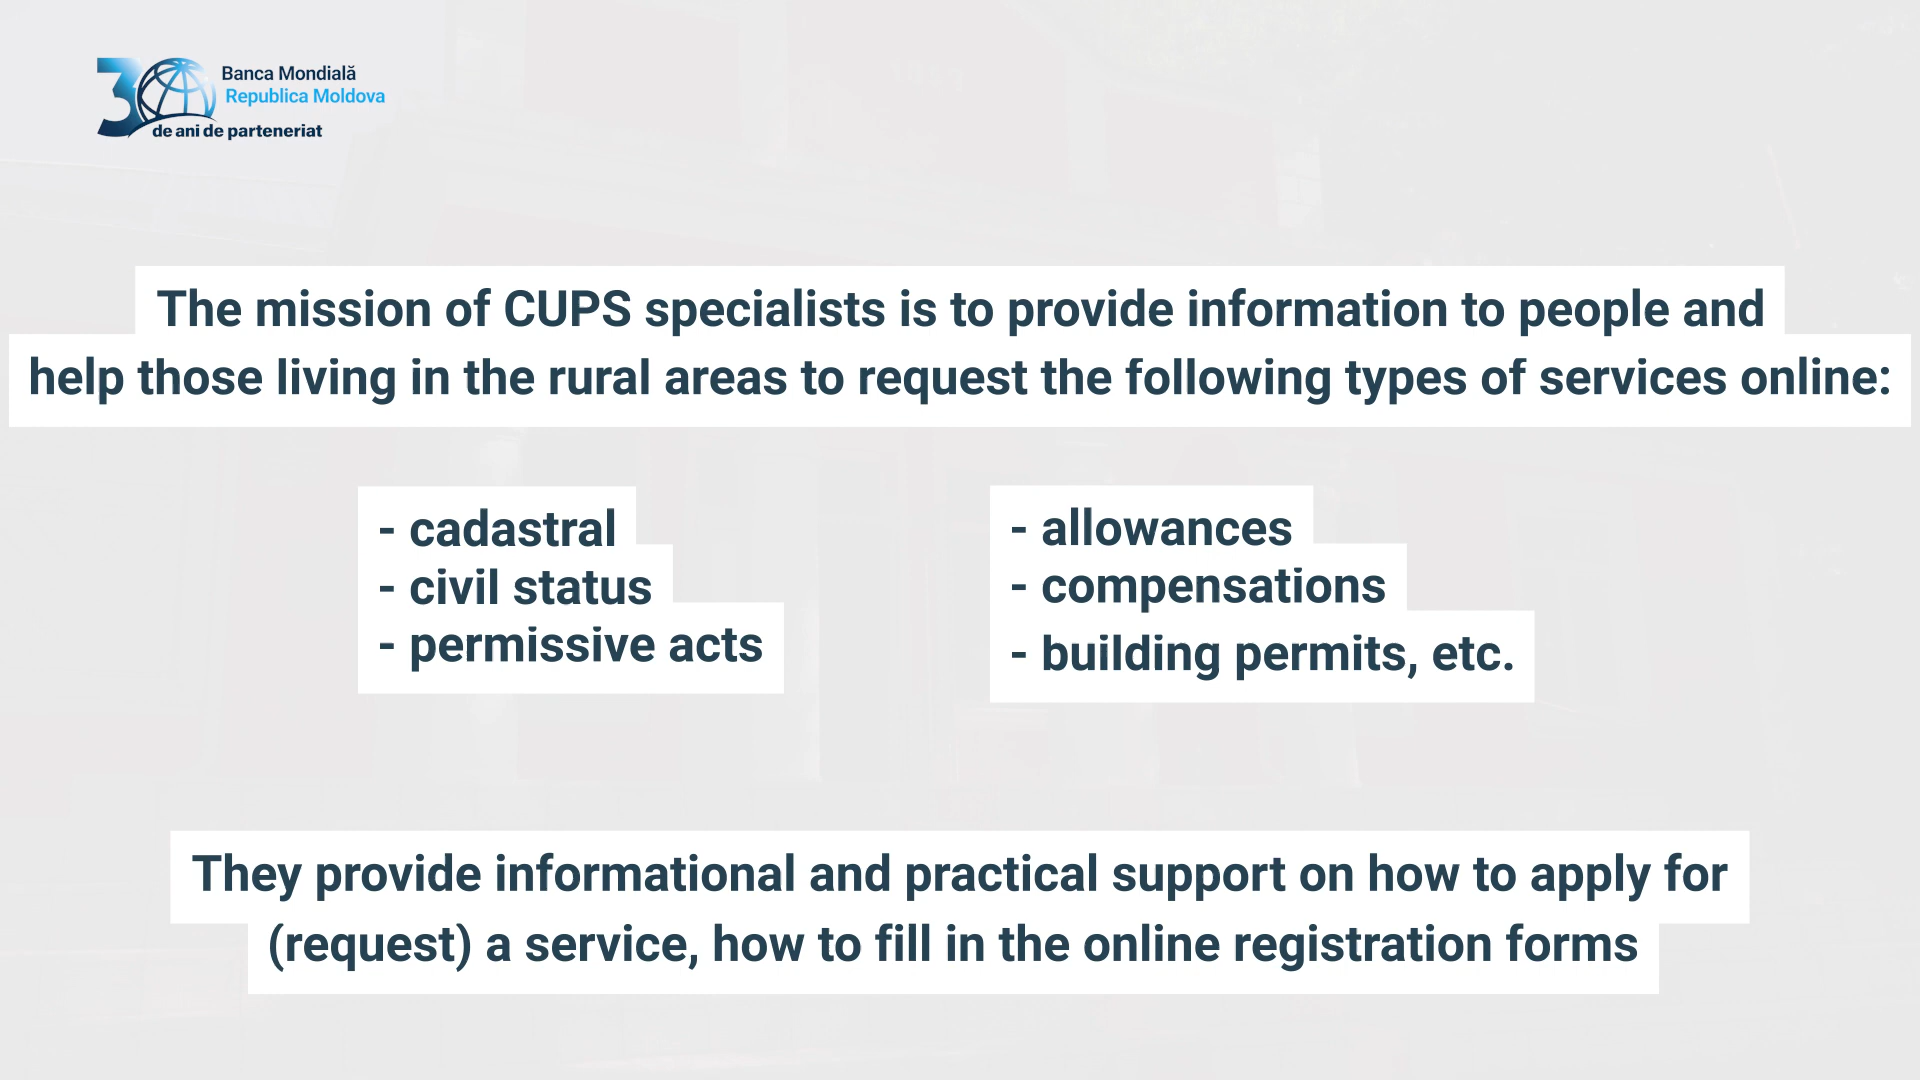 30
Banca Mondială
Republica Moldova
de ani de parteneriat
The mission of CUPS specialists is to provide information to people and
help those living in the rural areas to request the following types of services online:
- cadastral
- civil status
- permissive acts
- allowances
- compensations
- building permits, etc.
They provide informational and practical support on how to apply for
(request) a service, how to fill in the online registration forms